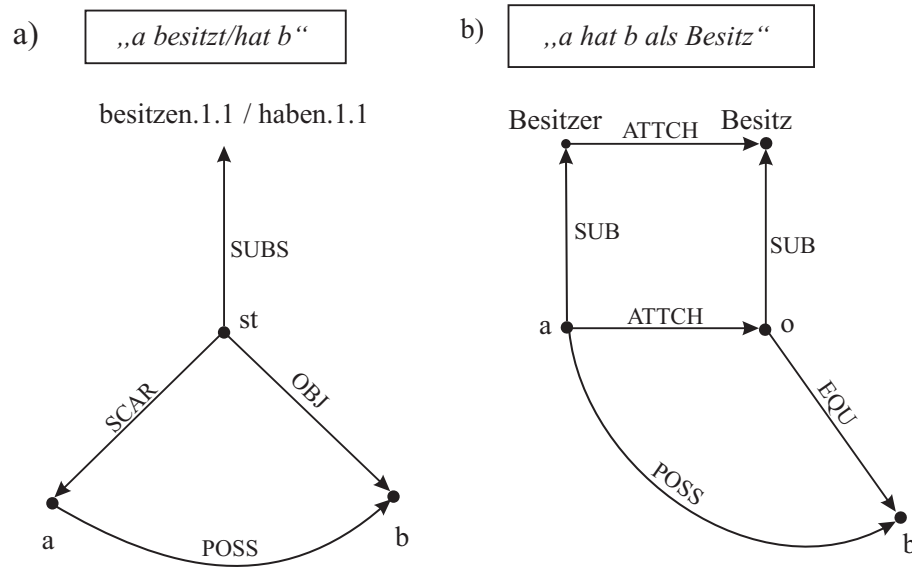 a)
„a besitzt/hat b“
besitzen.1.1 / haben.1.1
SUBS
st
SCAR
OBJ
a
b
POSS
b)
„a hat b als Besitz“
Besitzer
ATTCH
Besitz
SUB
SUB
a
ATTCH
o
EQU
POSS
b